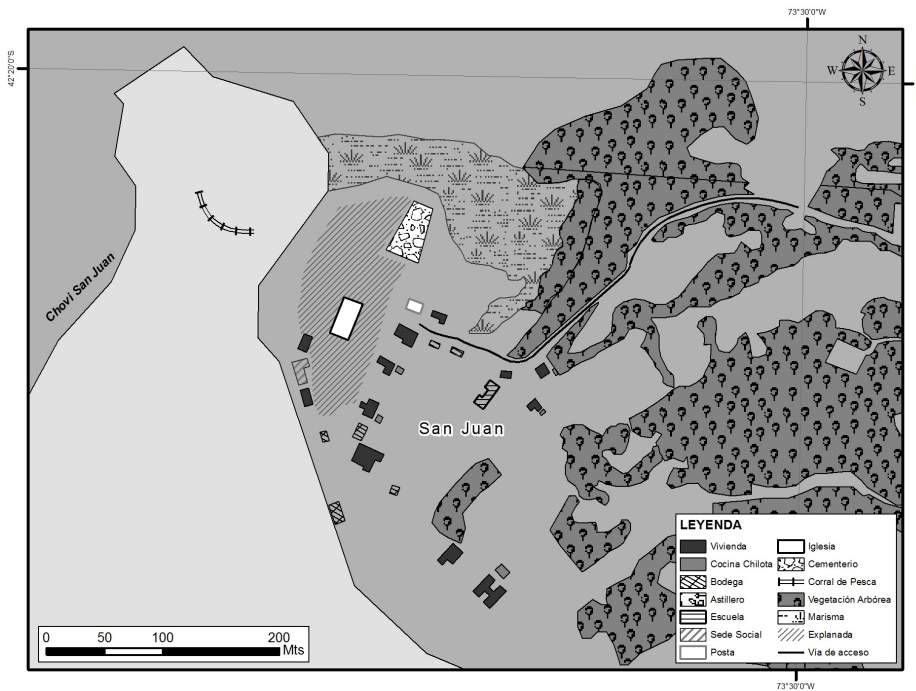 73°30'0"W
42°20'0"S
N
W E
S
Chovi San Juan
San Juan
LEYENDA
Vivienda
Cocina Chilota
Bodega
Astillero
Escuela
Sede Social
Posta
Iglesia
Cementerio
Corral de Pesca
Vegetación Arbórea
Marisma
Explanada
Vía de acceso
0 50 100 200
Mts
73°30'0"W